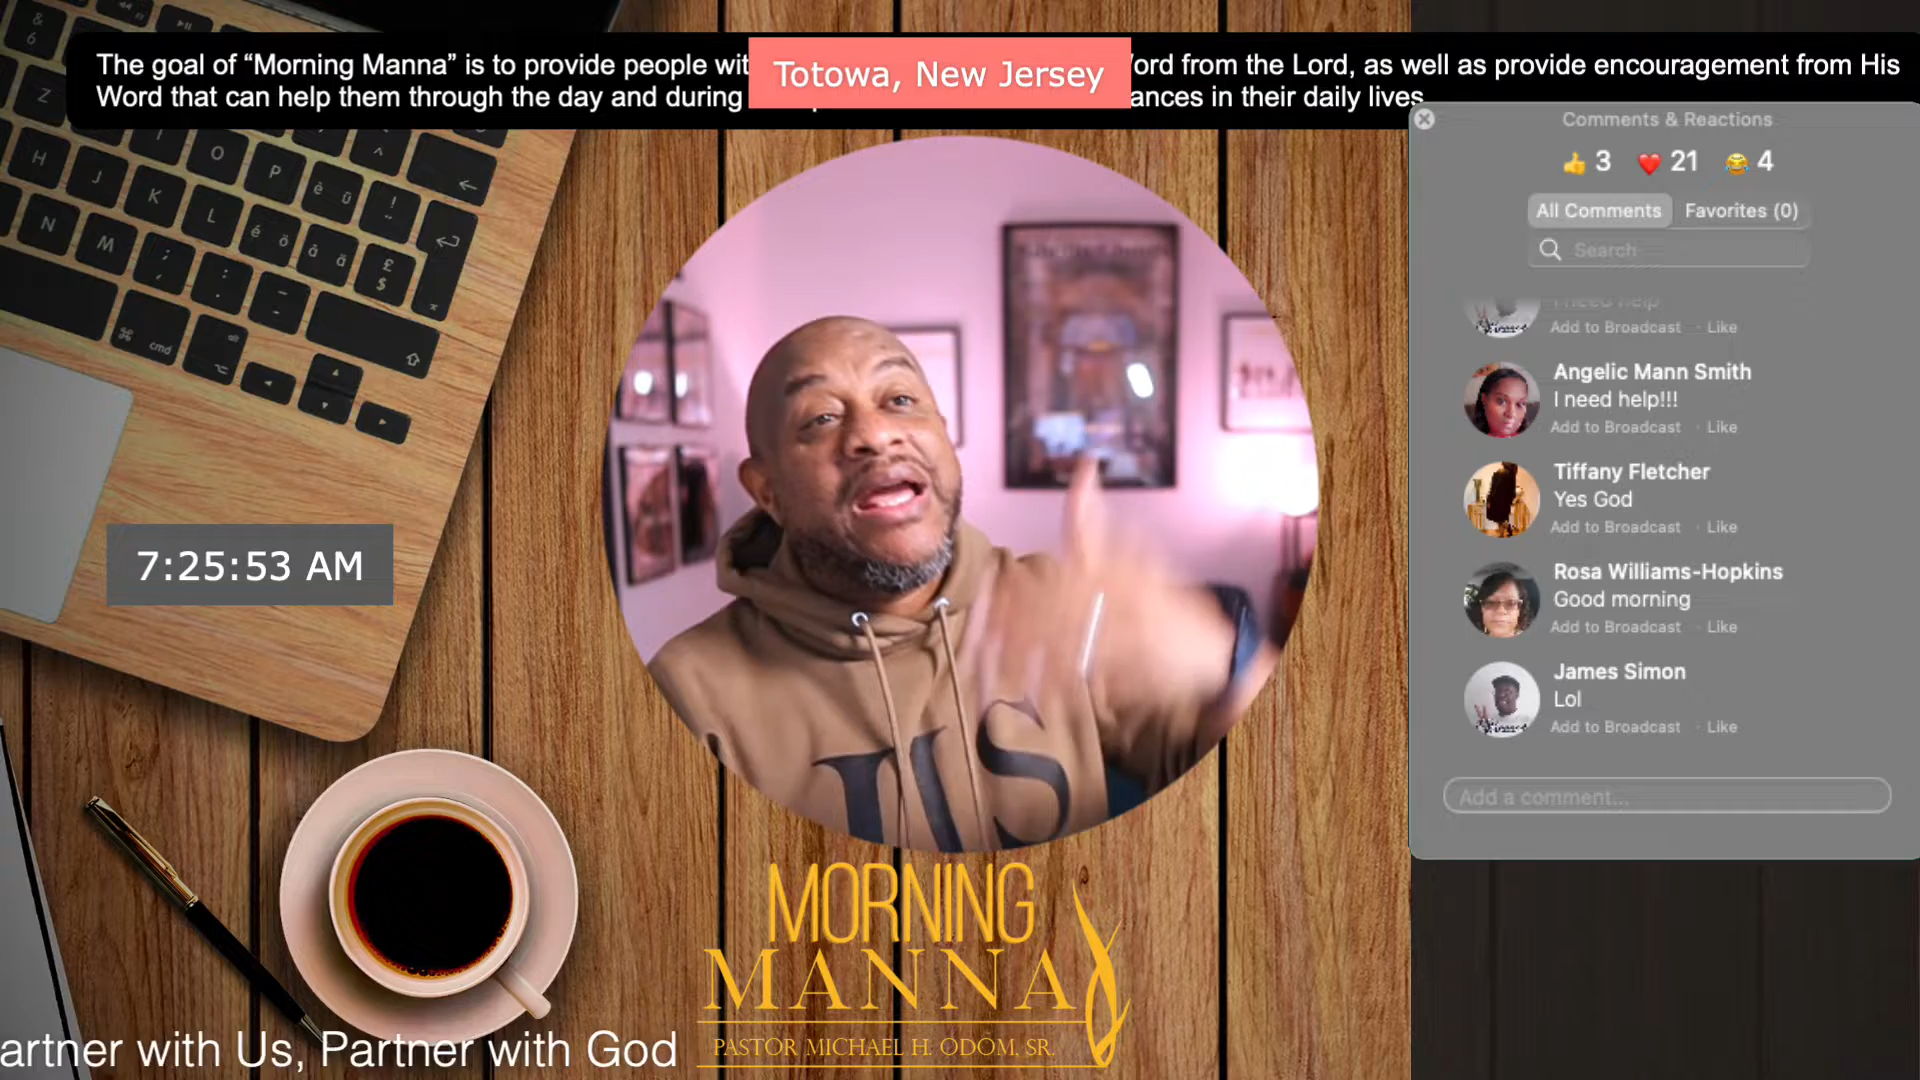 The goal of “Morning Manna” is to provide people wit
Totowa, New Jersey
ord from the Lord, as well as provide encouragement from His
Word that can help them through the day and during
ances in their daily lives
Comments & Reactions
3 21 4
All Comments Favorites (0)
Search
I need help
Add to Broadcast · Like
Angelic Mann Smith
I need help!!!
Add to Broadcast · Like
Tiffany Fletcher
Yes God
Add to Broadcast · Like
Rosa Williams-Hopkins
Good morning
Add to Broadcast · Like
James Simon
Lol
Add to Broadcast · Like
Add a comment...
7:25:53 AM
MORNING
MANNA
PASTOR MICHAEL H. ODOM, SR.
artner with Us, Partner with God
&
6
Z
H
J
K
L
O
P
N
M
è ü
é ö
à ä
!
£
$
cmd